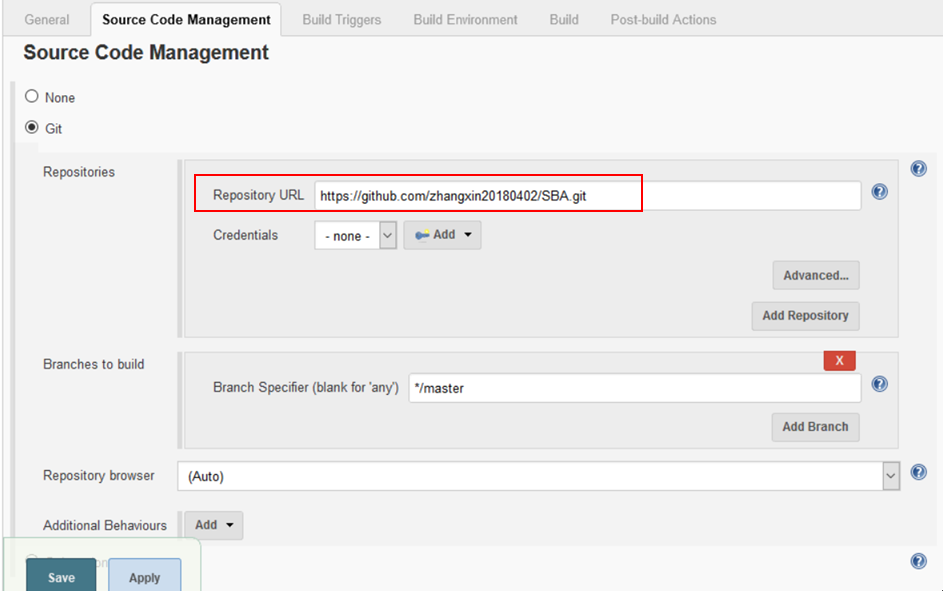 General Source Code Management Build Triggers Build Environment Build Post-build Actions
Source Code Management
None
Git
Repositories
Repository URL https://github.com/zhangxin20180402/SBA.git
Credentials - none - Add
Advanced...
Add Repository
Branches to build
X
Branch Specifier (blank for 'any') */master
Add Branch
Repository browser (Auto)
Additional Behaviours Add
Save Apply